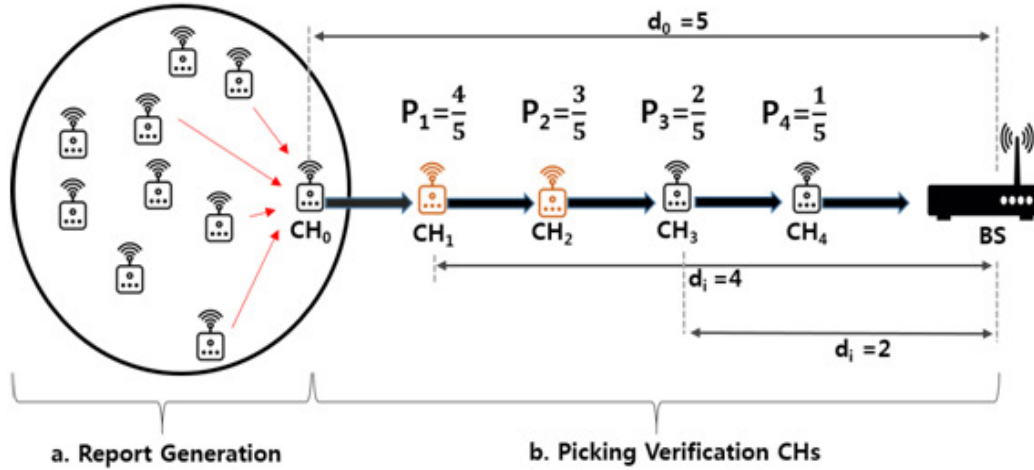 d₀ =5
P₁=4/5 P₂=3/5 P₃=2/5 P₄=1/5
CH₀ CH₁ CH₂ CH₃ CH₄ BS
dᵢ =4
dᵢ =2
a. Report Generation b. Picking Verification CHs